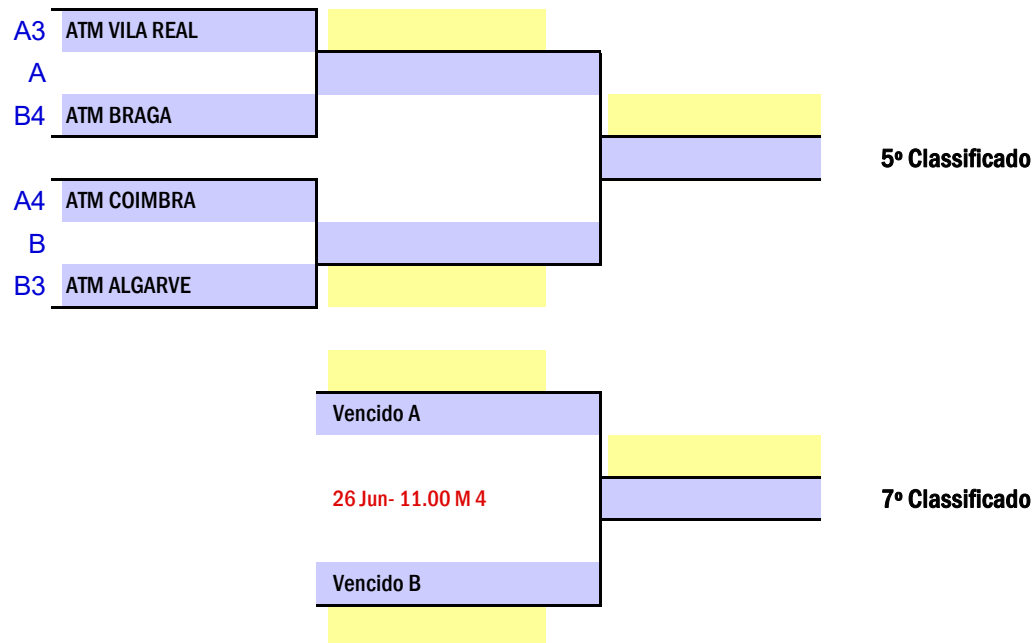 A3 ATM VILA REAL
A
B4 ATM BRAGA
5º Classificado
A4 ATM COIMBRA
B
B3 ATM ALGARVE
Vencido A
26 Jun- 11.00 M 4
7º Classificado
Vencido B